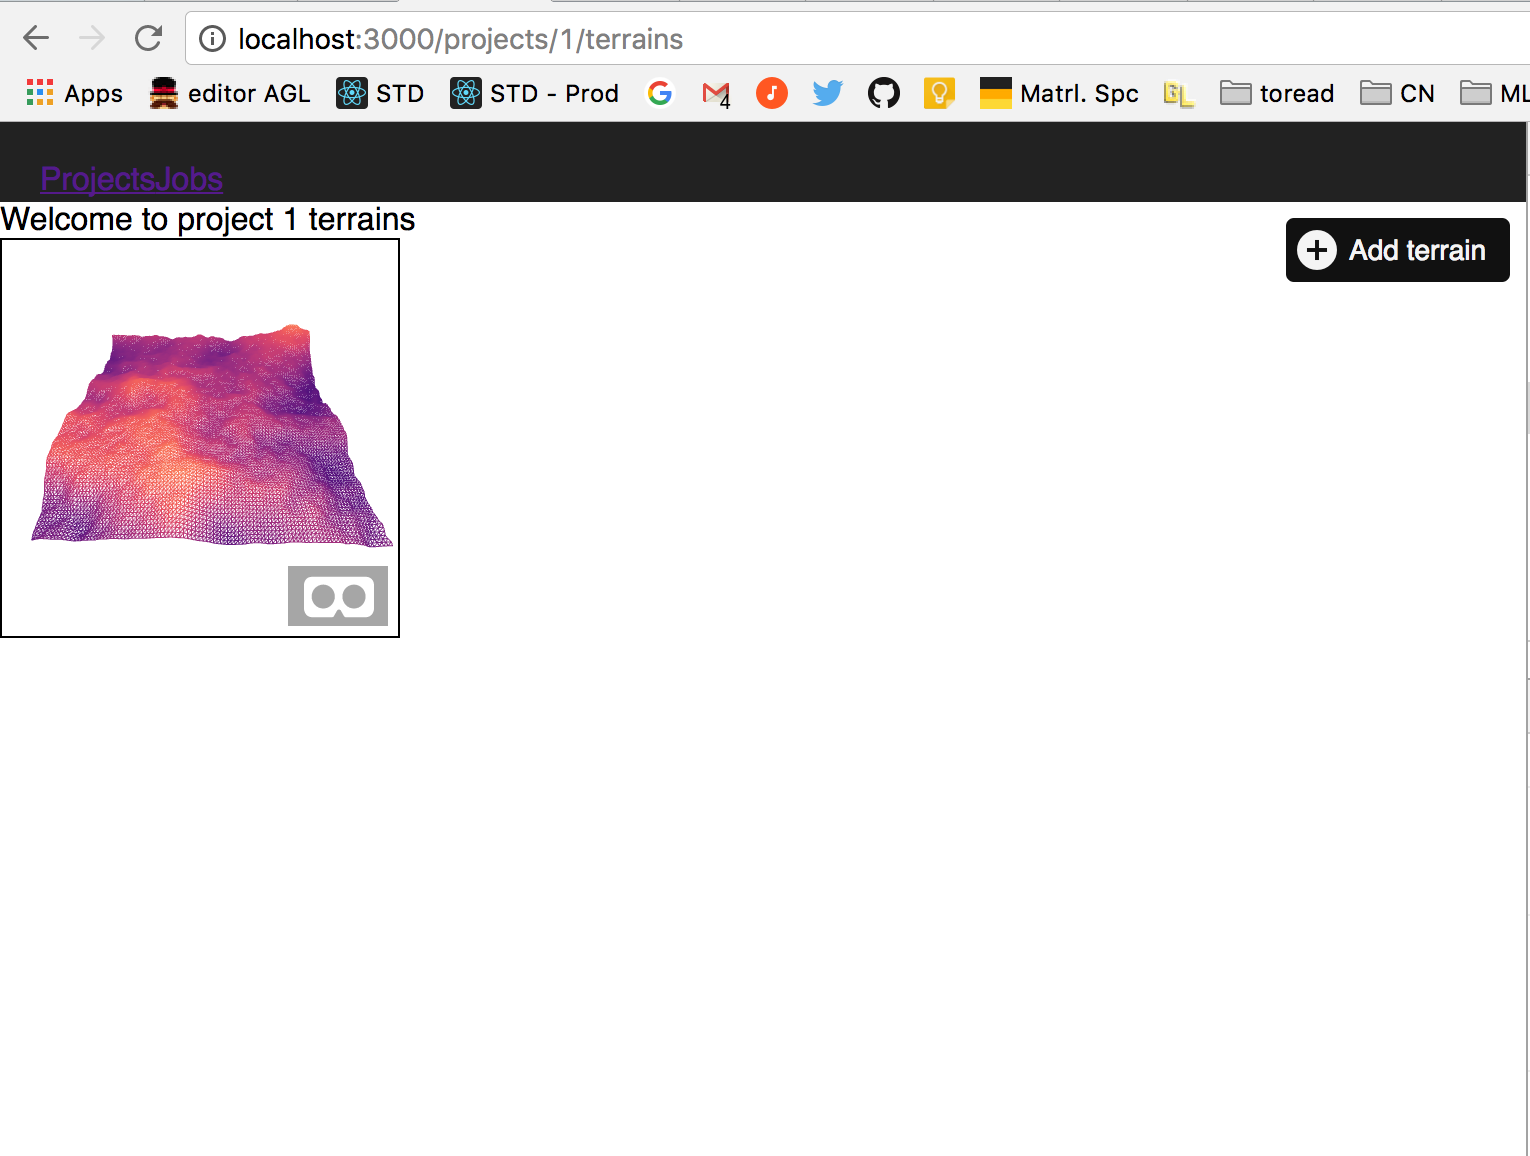 localhost:3000/projects/1/terrains
Apps editor AGL STD STD - Prod 4 Matrl. Spc GL toread CN ML
ProjectsJobs
Welcome to project 1 terrains
Add terrain